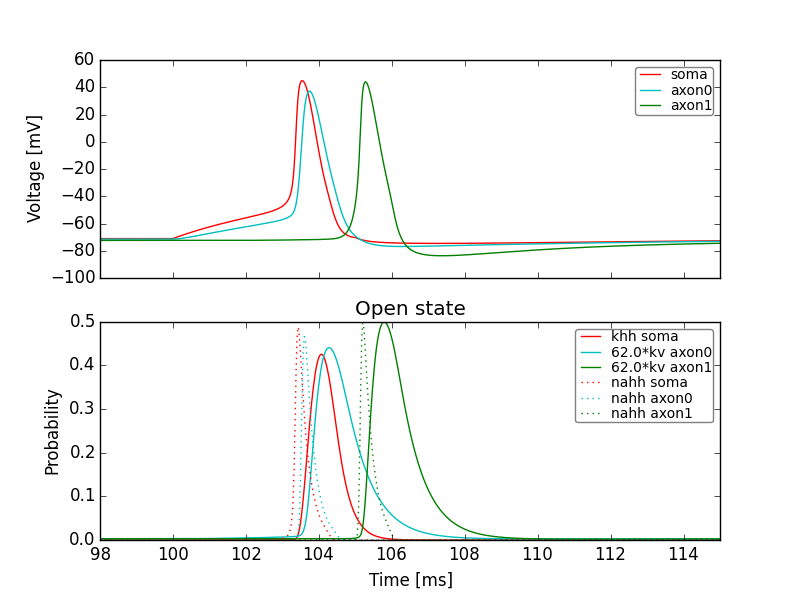 60
40
20
0
−20
−40
−60
−80
−100
Voltage [mV]
soma
axon0
axon1
Open state
0.5
0.4
0.3
0.2
0.1
0.0
Probability
khh soma
62.0*kv axon0
62.0*kv axon1
nahh soma
nahh axon0
nahh axon1
98 100 102 104 106 108 110 112 114
Time [ms]